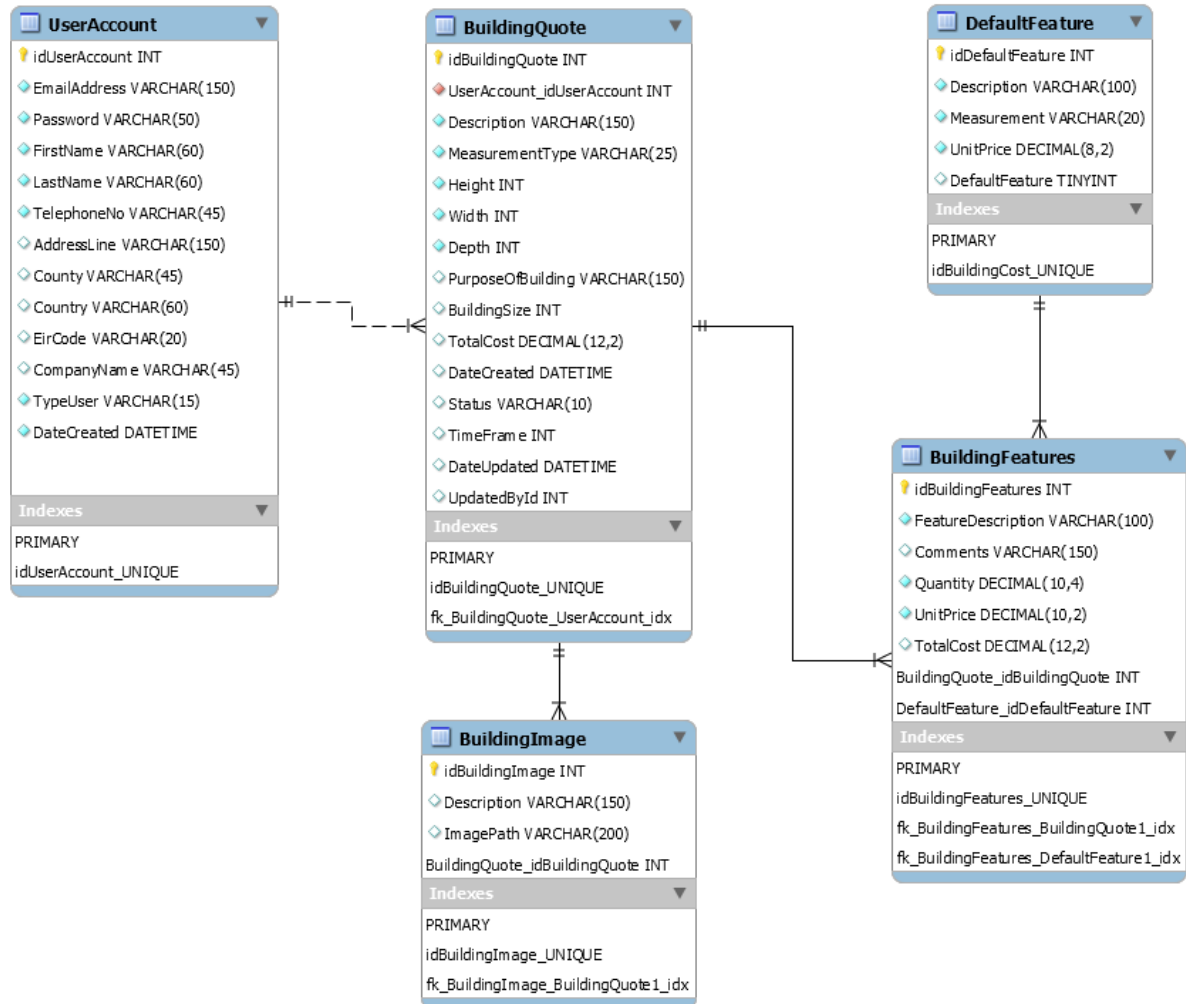 UserAccount
idUserAccount INT
EmailAddress VARCHAR(150)
Password VARCHAR(50)
FirstName VARCHAR(60)
LastName VARCHAR(60)
TelephoneNo VARCHAR(45)
AddressLine VARCHAR(150)
County VARCHAR(45)
Country VARCHAR(60)
EirCode VARCHAR(20)
CompanyName VARCHAR(45)
TypeUser VARCHAR(15)
DateCreated DATETIME
Indexes
PRIMARY
idUserAccount_UNIQUE
BuildingQuote
idBuildingQuote INT
UserAccount_idUserAccount INT
Description VARCHAR(150)
MeasurementType VARCHAR(25)
Height INT
Width INT
Depth INT
PurposeOfBuilding VARCHAR(150)
BuildingSize INT
TotalCost DECIMAL(12,2)
DateCreated DATETIME
Status VARCHAR(10)
TimeFrame INT
DateUpdated DATETIME
UpdatedById INT
Indexes
PRIMARY
idBuildingQuote_UNIQUE
fk_BuildingQuote_UserAccount_idx
BuildingImage
idBuildingImage INT
Description VARCHAR(150)
ImagePath VARCHAR(200)
BuildingQuote_idBuildingQuote INT
Indexes
PRIMARY
idBuildingImage_UNIQUE
fk_BuildingImage_BuildingQuote1_idx
DefaultFeature
idDefaultFeature INT
Description VARCHAR(100)
Measurement VARCHAR(20)
UnitPrice DECIMAL(8,2)
DefaultFeature TINYINT
Indexes
PRIMARY
idBuildingCost_UNIQUE
BuildingFeatures
idBuildingFeatures INT
FeatureDescription VARCHAR(100)
Comments VARCHAR(150)
Quantity DECIMAL(10,4)
UnitPrice DECIMAL(10,2)
TotalCost DECIMAL(12,2)
BuildingQuote_idBuildingQuote INT
DefaultFeature_idDefaultFeature INT
Indexes
PRIMARY
idBuildingFeatures_UNIQUE
fk_BuildingFeatures_BuildingQuote1_idx
fk_BuildingFeatures_DefaultFeature1_idx